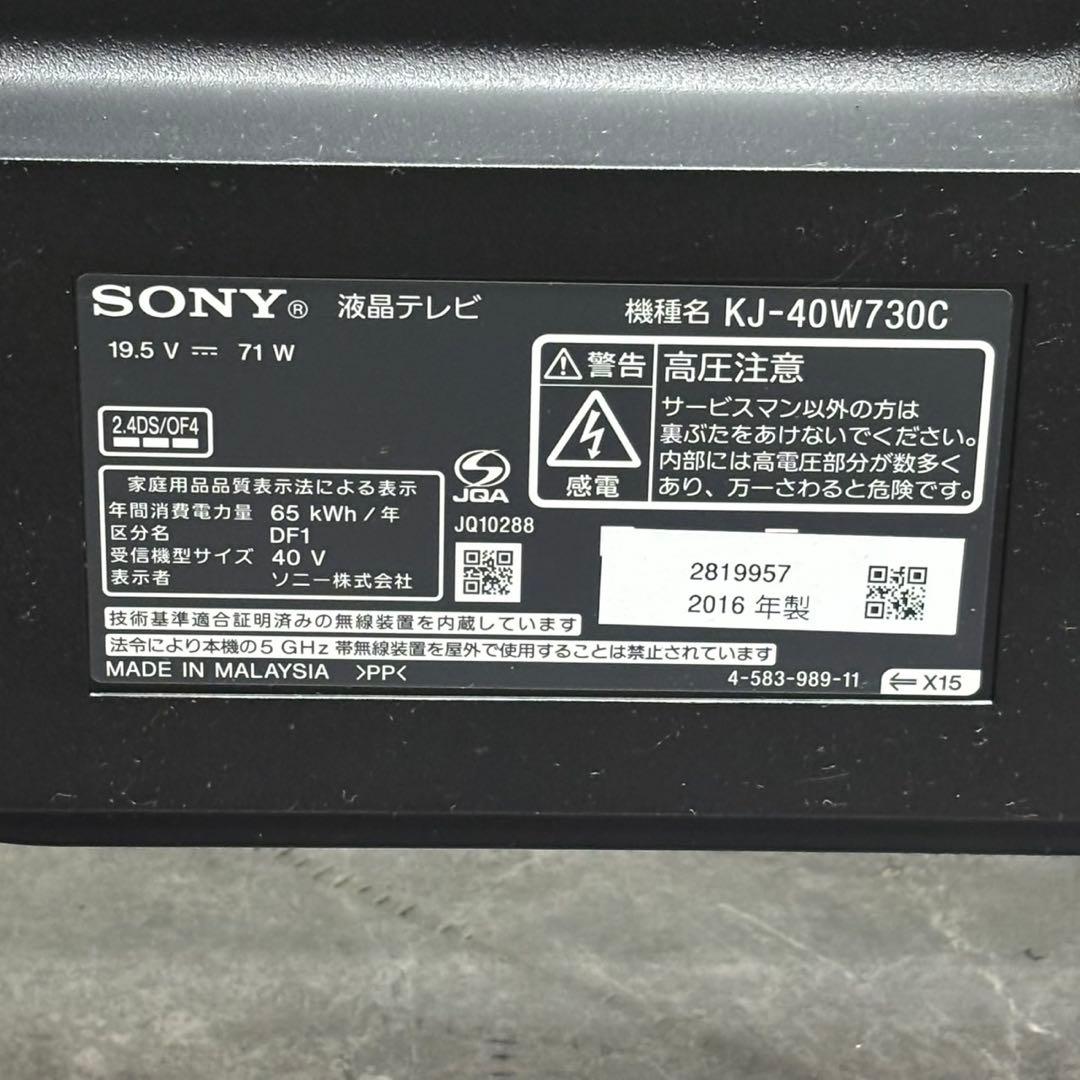 SONY® 液晶テレビ
機種名 KJ-40W730C
19.5 V ⎓ 71 W
2.4DS/OF4
警告
感電
高圧注意
サービスマン以外の方は
裏ぶたをあけないでください。
内部には高電圧部分が数多く
あり、万一さわると危険です。
家庭用品品質表示法による表示
年間消費電力量 65 kWh / 年
区分名 DF1
受信機型サイズ 40 V
表示者 ソニー株式会社
JQA
JQ10288
2819957
2016 年製
技術基準適合証明済みの無線装置を内蔵しています
法令により本機の5 GHz 帯無線装置を屋外で使用することは禁止されています
MADE IN MALAYSIA >PP<
4-583-989-11
⇐ X15